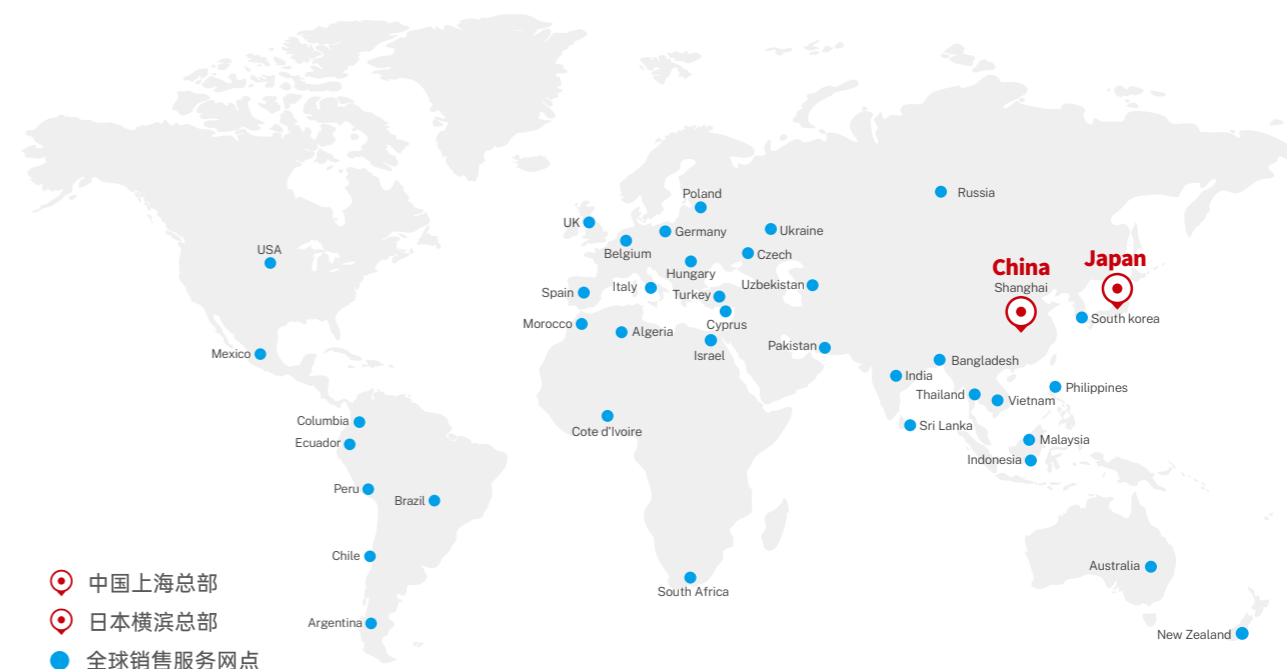 Poland
Russia
UK
Germany
Ukraine
USA
Belgium
Czech
Japan
China
Hungary
Shanghai
Uzbekistan
Italy
Spain
Turkey
South korea
Morocco
Cyprus
Algeria
Pakistan
Israel
Mexico
Bangladesh
India
Philippines
Thailand
Vietnam
Columbia
Sri Lanka
Cote d'Ivoire
Ecuador
Malaysia
Indonesia
Peru
Brazil
Chile
Australia
中国上海总部
South Africa
日本横滨总部
Argentina
New Zealand
全球销售服务网点